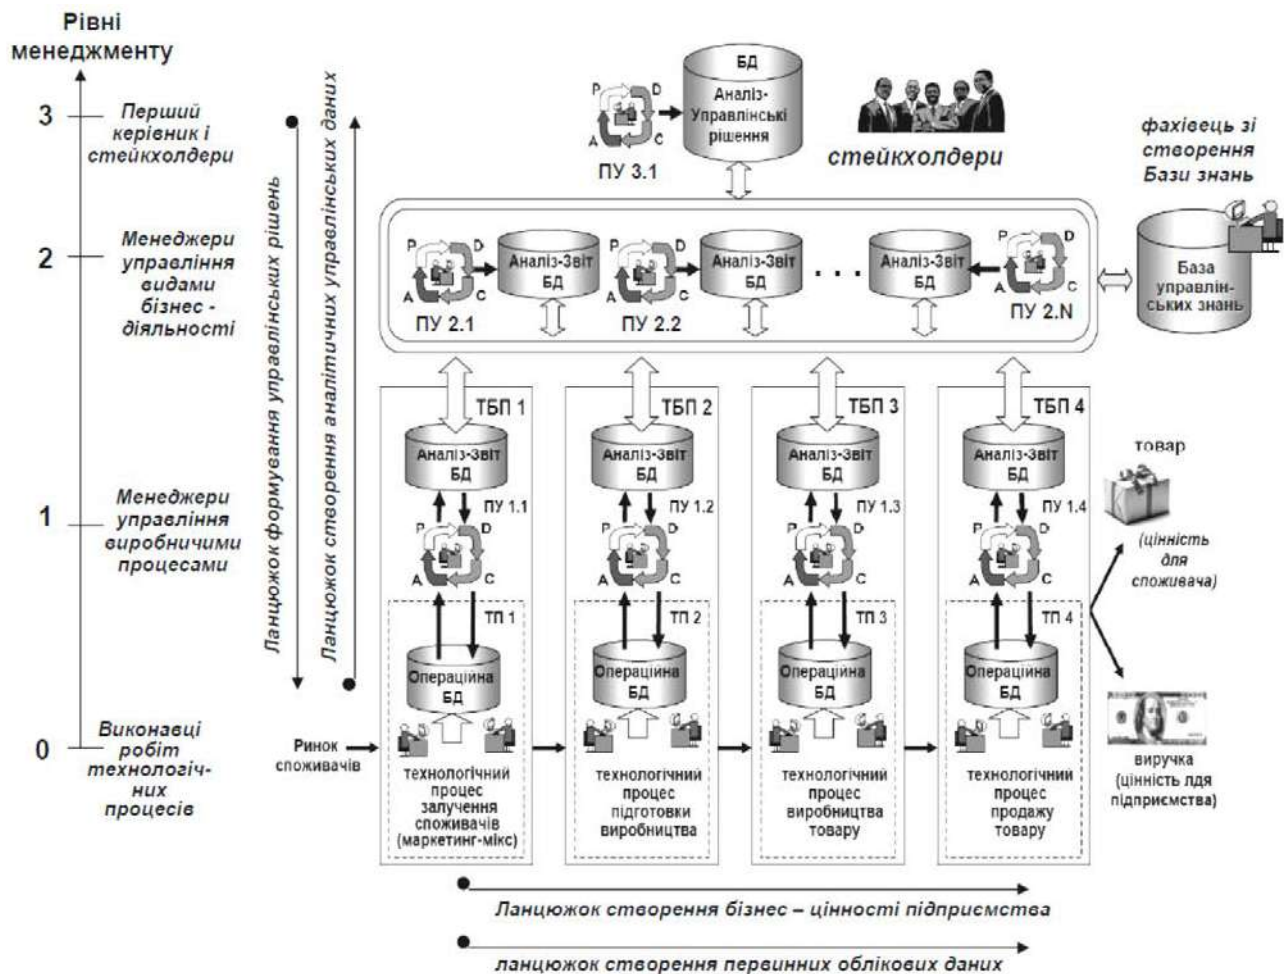 Рівні
менеджменту
3
Перший
керівник і
стейкхолдери
2
Менеджери
управління
видами
бізнес -
діяльності
1
Менеджери
управління
виробничими
процесами
0
Виконавці
робіт
технологіч-
них
процесів
Ланцюжок формування управлінських рішень
Ланцюжок створення аналітичних управлінських даних
P
D
A
C
ПУ 3.1
БД
Аналіз-
Управлінські
рішення
стейкхолдери
фахівець зі
створення
Бази знань
База
управлін-
ських знань
P
D
A
C
ПУ 2.1
Аналіз-Звіт
БД
P
D
A
C
ПУ 2.2
Аналіз-Звіт
БД
. . .
Аналіз-Звіт
БД
P
D
A
C
ПУ 2.N
ТБП 1
Аналіз-Звіт
БД
ПУ 1.1
P
D
A
C
ТП 1
Операційна
БД
Ринок
споживачів
технологічний
процес
залучення
споживачів
(маркетинг-мікс)
ТБП 2
Аналіз-Звіт
БД
ПУ 1.2
P
D
A
C
ТП 2
Операційна
БД
технологічний
процес
підготовки
виробництва
ТБП 3
Аналіз-Звіт
БД
ПУ 1.3
P
D
A
C
ТП 3
Операційна
БД
технологічний
процес
виробництва
товару
ТБП 4
Аналіз-Звіт
БД
ПУ 1.4
P
D
A
C
ТП 4
Операційна
БД
технологічний
процес
продажу
товару
товар
(цінність
для
споживача)
виручка
(цінність лдя
підприємства)
Ланцюжок створення бізнес – цінності підприємства
ланцюжок створення первинних облікових даних